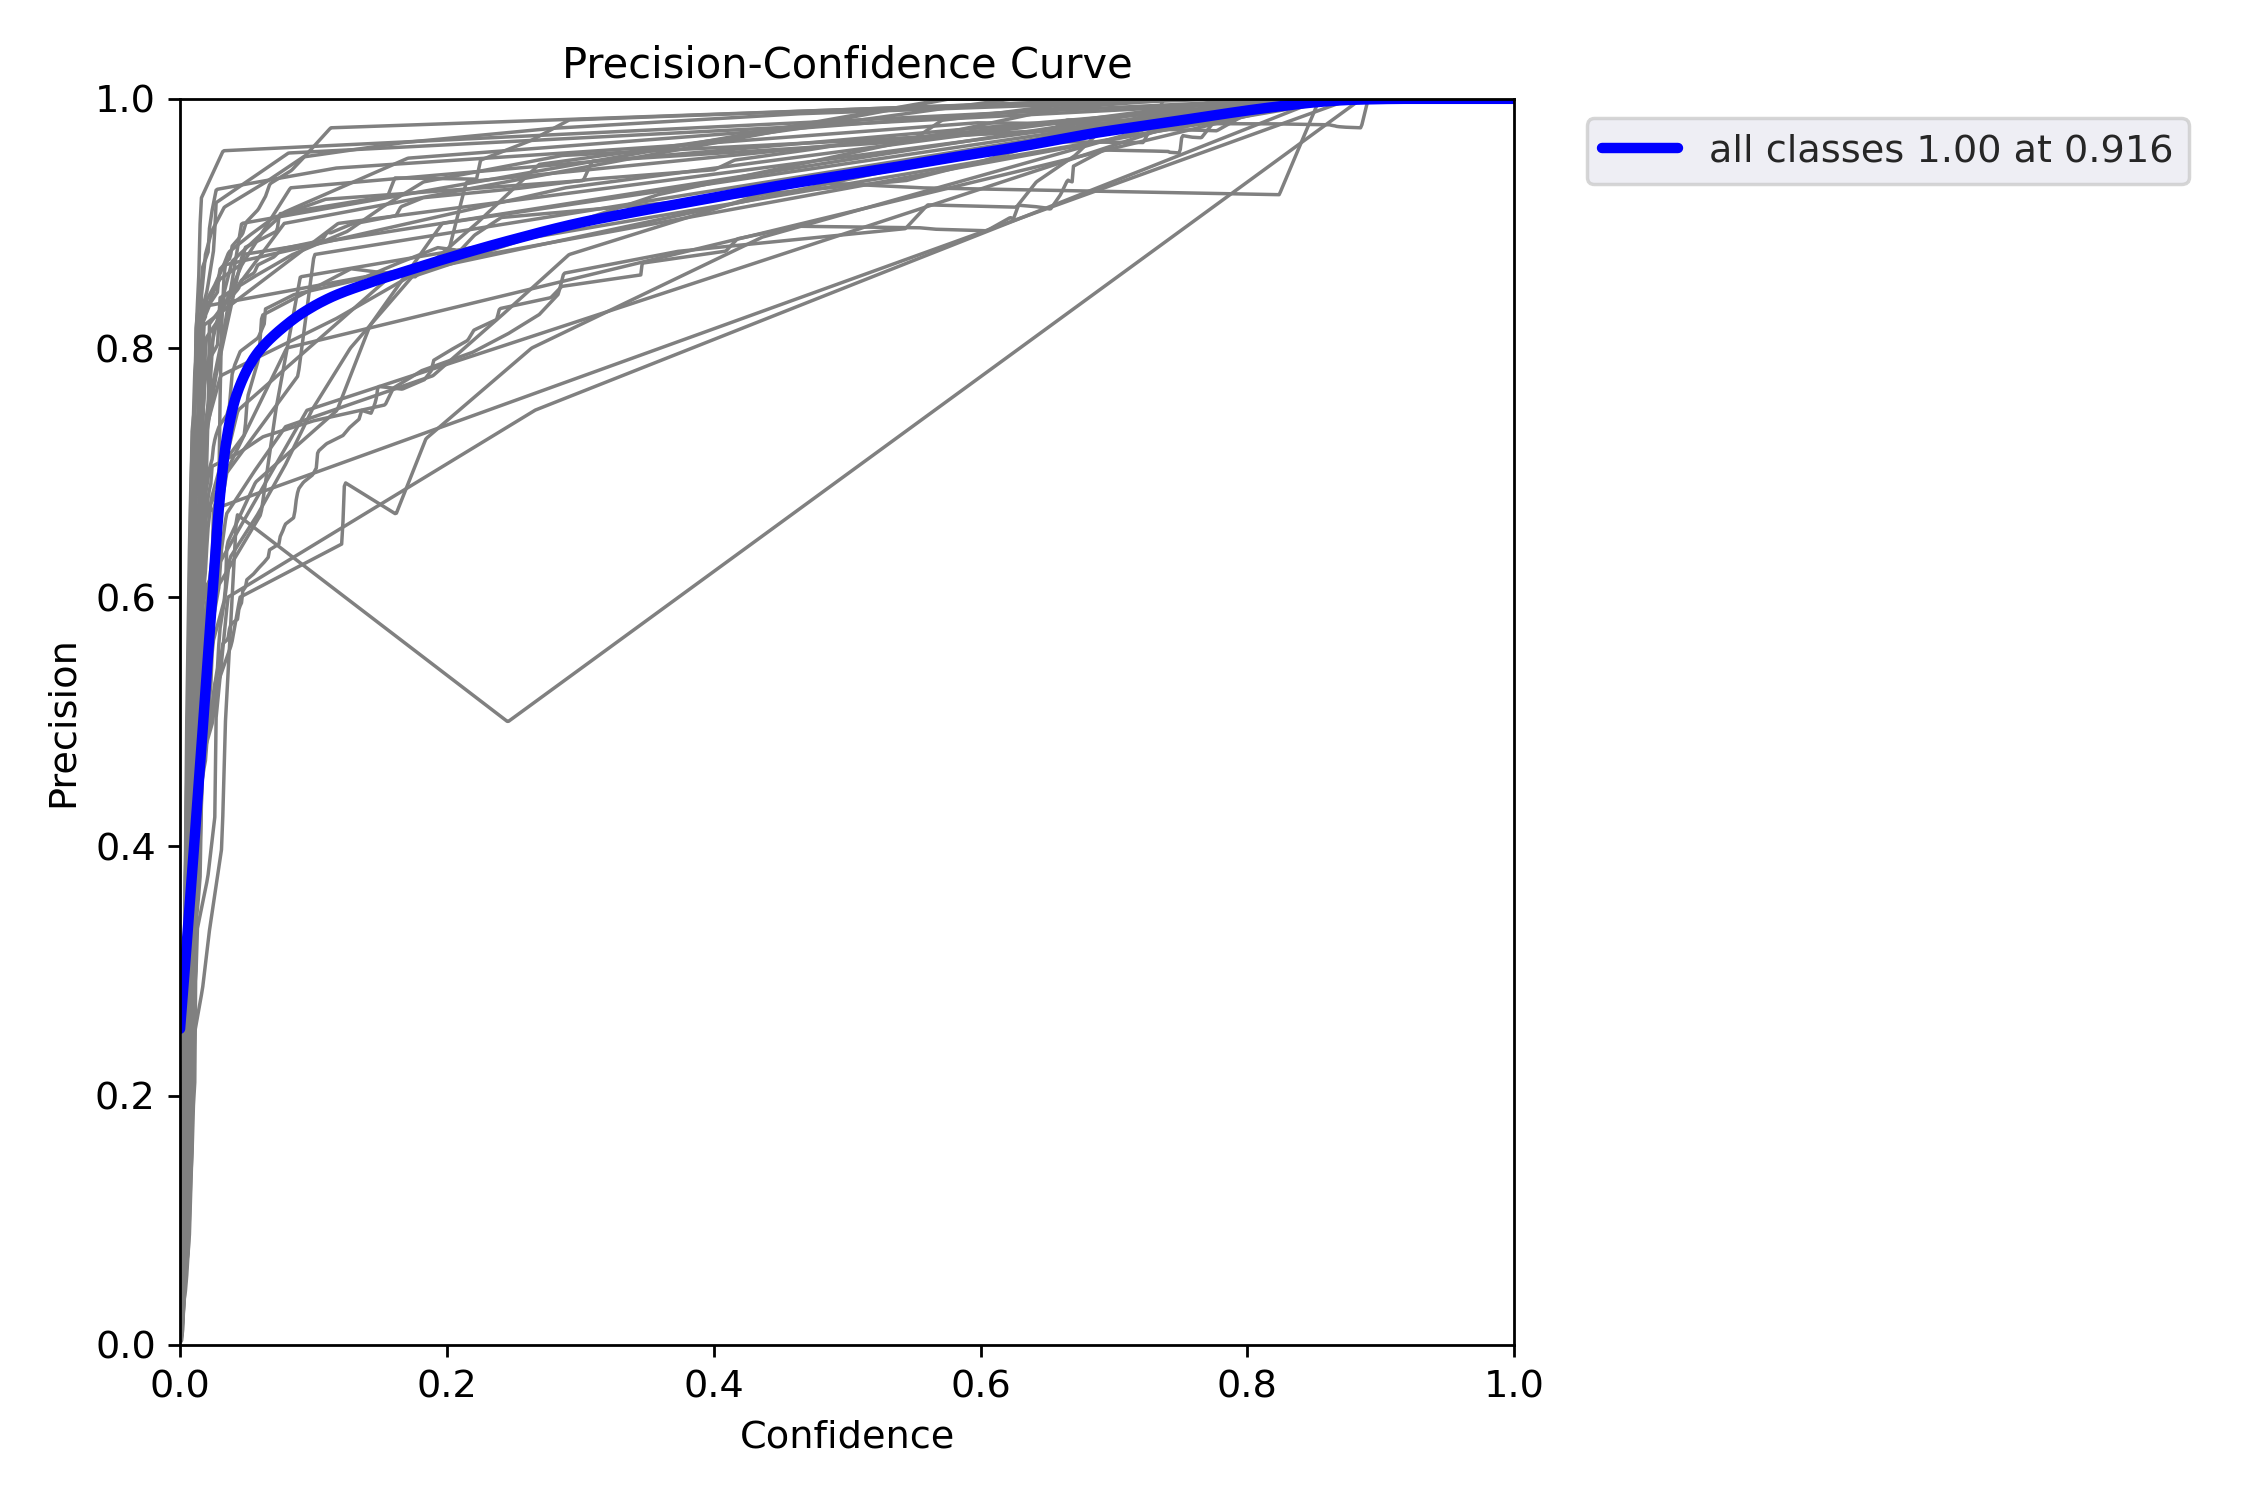 Precision-Confidence Curve
1.0
0.8
0.6
0.4
0.2
0.0
Precision
0.0 0.2 0.4 0.6 0.8 1.0
Confidence
all classes 1.00 at 0.916